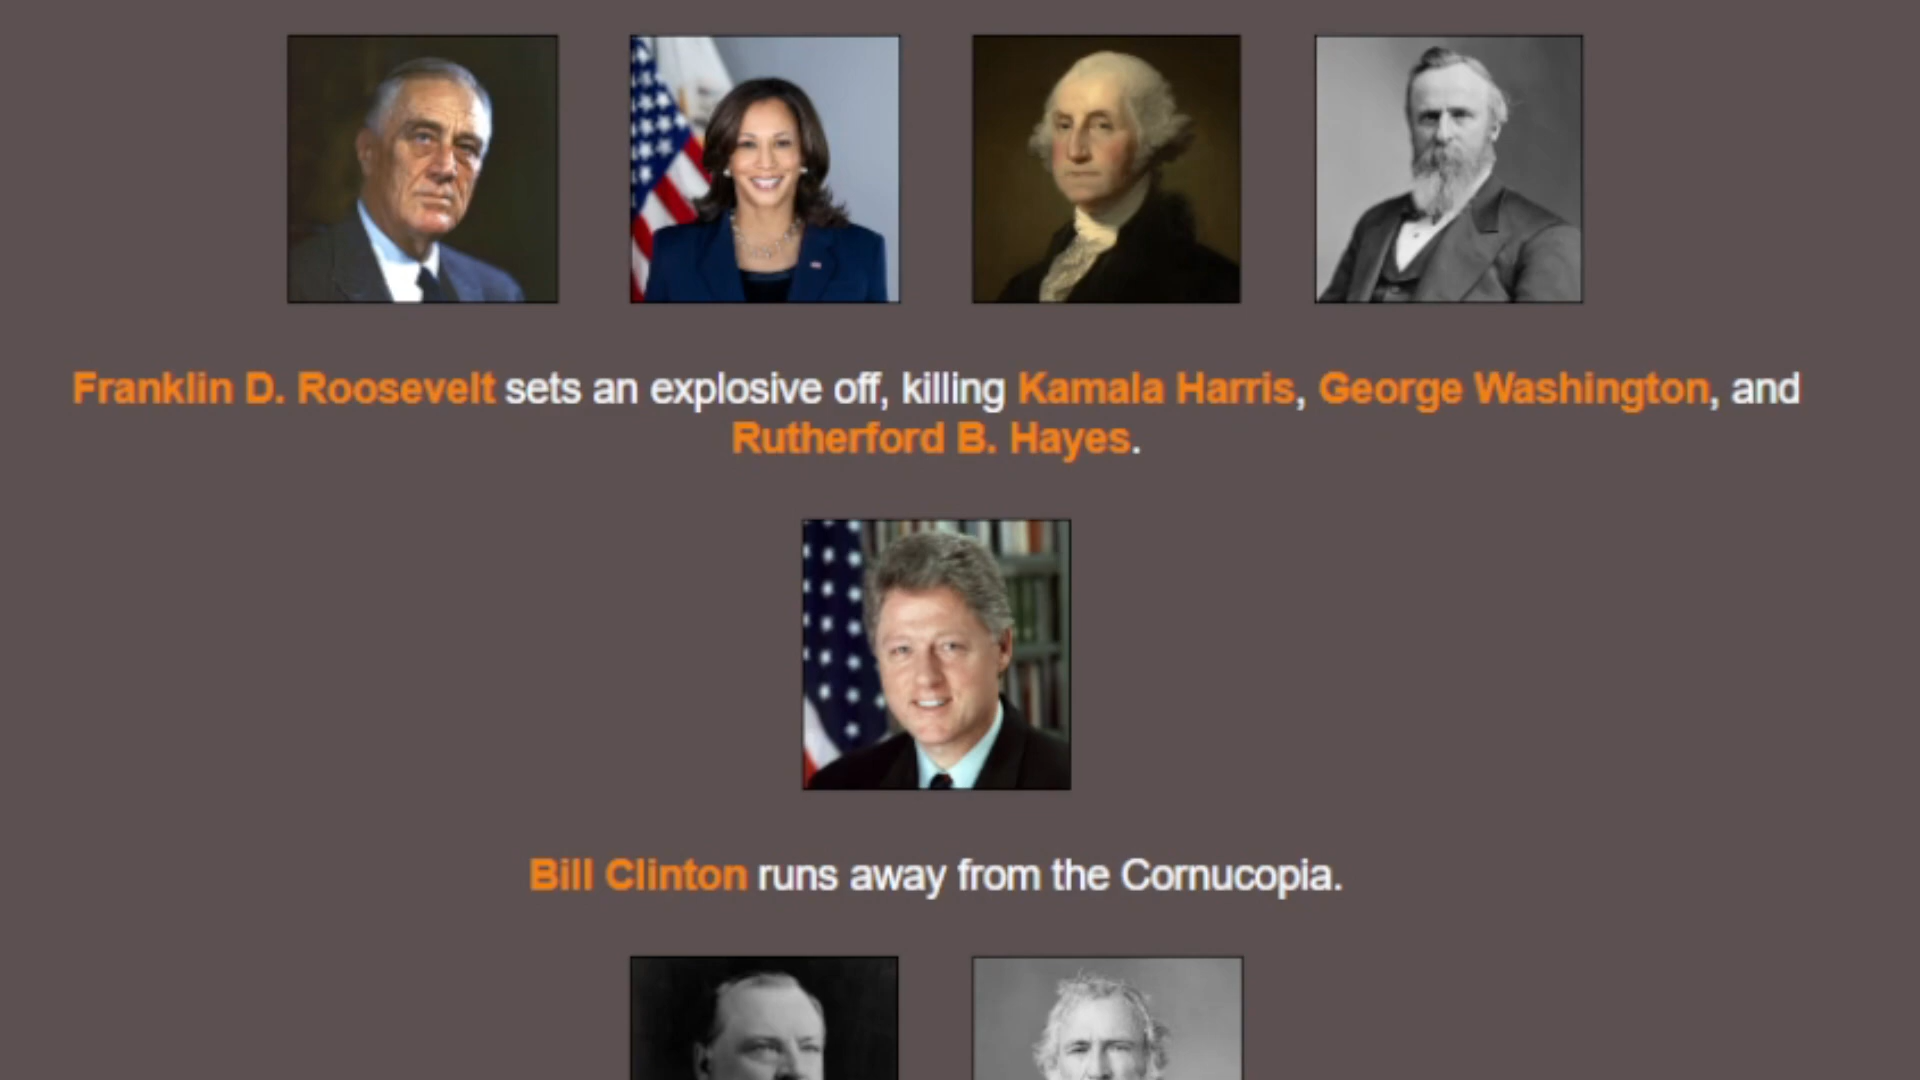 Franklin D. Roosevelt sets an explosive off, killing Kamala Harris, George Washington, and
Rutherford B. Hayes.
Bill Clinton runs away from the Cornucopia.